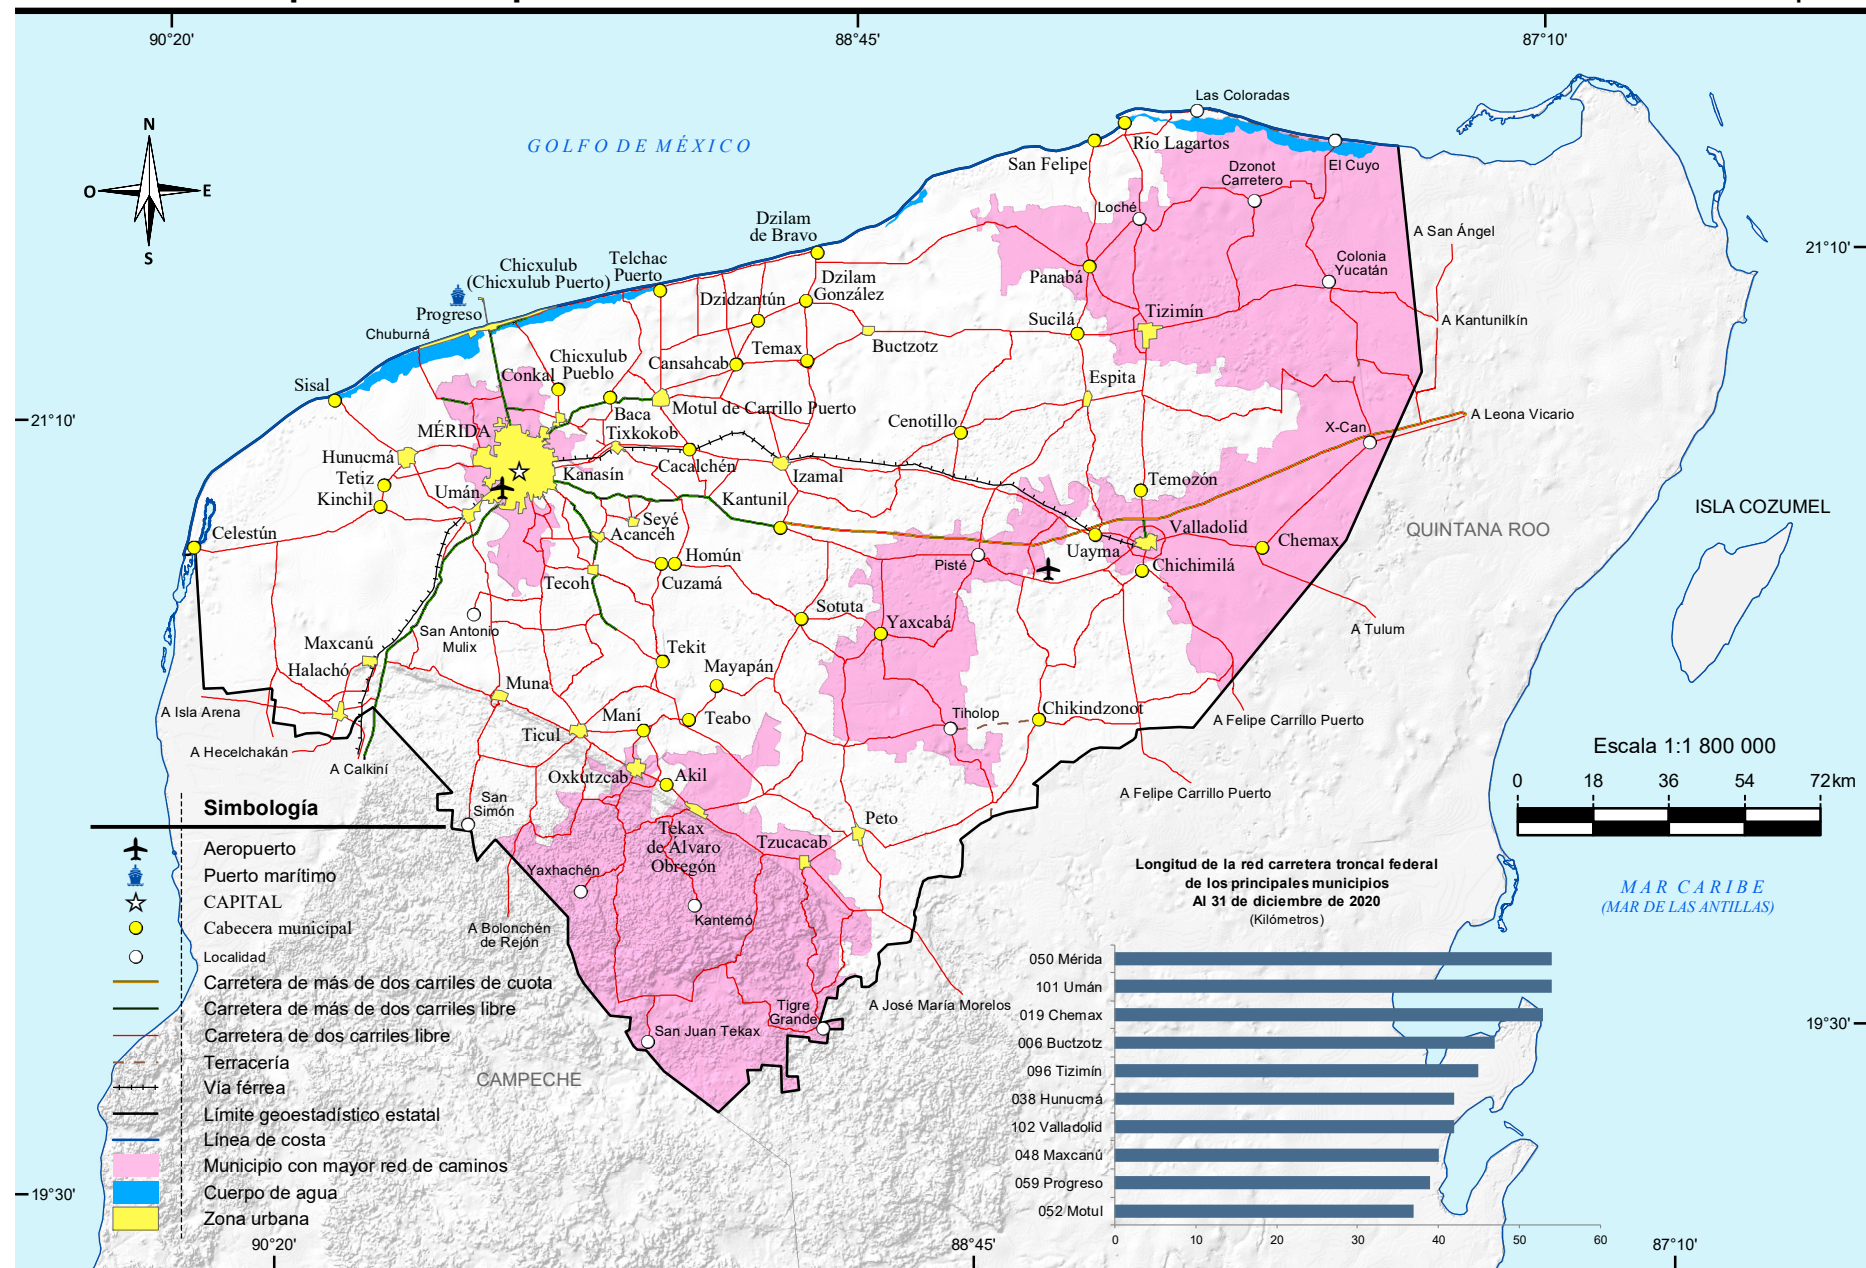 90°20'
88°45'
87°10'
Las Coloradas
N
O
E
S
GOLFO DE MÉXICO
Río Lagartos
San Felipe
El Cuyo
Dzonot
Carretero
Loché
Dzilam
de Bravo
A San Ángel
21°10'
Telchac
Puerto
Chicxulub
(Chicxulub Puerto)
Colonia
Yucatán
Panabá
Dzilam
González
Dzidzantún
Progreso
Tizimín
Sucilá
A Kantunilkín
Chuburná
Buctzotz
Temax
Cansahcab
Chicxulub
Pueblo
Conkal
Espita
Sisal
Motul de Carrillo Puerto
Baca
A Leona Vicario
21°10'
Cenotillo
X-Can
MÉRIDA
Tixkokob
Hunucmá
Cacalchén
Kanasín
Izamal
Tetiz
Temozón
Kinchil
Umán
Kantunil
ISLA COZUMEL
Seyé
Valladolid
QUINTANA ROO
Celestún
Acanceh
Chemax
Uayma
Homún
Pisté
Chichimilá
Tecoh
Cuzamá
Sotuta
Yaxcabá
A Tulum
San Antonio
Mulix
Maxcanú
Tekit
Halachó
Mayapán
Muna
A Isla Arena
Maní
Teabo
Tiholop
Chikindzonot
A Felipe Carrillo Puerto
Ticul
A Hecelchakán
A Calkiní
Escala 1:1 800 000
Oxkutzcab
Akil
0 18 36 54 72 km
A Felipe Carrillo Puerto
San
Simón
Simbología
Peto
Tekax
de Álvaro
Obregón
Tzucacab
Aeropuerto
Puerto marítimo
CAPITAL
Cabecera municipal
Localidad
Carretera de más de dos carriles de cuota
Carretera de más de dos carriles libre
Carretera de dos carriles libre
Terracería
Vía férrea
Límite geoestadístico estatal
Línea de costa
Municipio con mayor red de caminos
Cuerpo de agua
Zona urbana
Yaxhachén
Kantemó
A Bolonchén
de Rejón
A José María Morelos
Tigre
Grande
San Juan Tekax
CAMPECHE
MAR CARIBE
(MAR DE LAS ANTILLAS)
Longitud de la red carretera troncal federal
de los principales municipios
Al 31 de diciembre de 2020
(Kilómetros)
050 Mérida
101 Umán
019 Chemax
006 Buctzotz
096 Tizimín
038 Hunucmá
102 Valladolid
048 Maxcanú
059 Progreso
052 Motul
0 10 20 30 40 50 60
19°30'
19°30'
90°20'
88°45'
87°10'